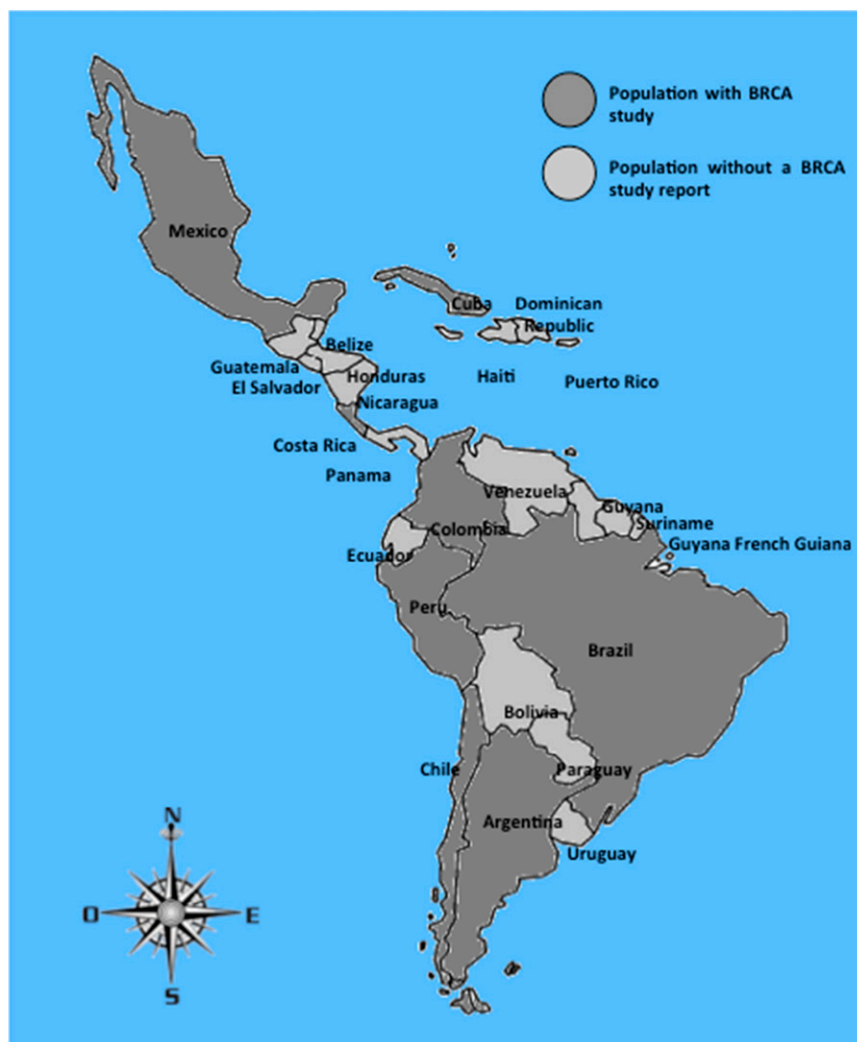 Population with BRCA
study
Population without a BRCA
study report
Mexico
Cuba
Dominican
Republic
Belize
Guatemala
Honduras
El Salvador
Haiti
Puerto Rico
Nicaragua
Costa Rica
Panama
Venezuela
Guyana
Suriname
Colombia
Guyana French Guiana
Ecuador
Peru
Brazil
Bolivia
Chile
Paraguay
Argentina
Uruguay
N
O
E
S